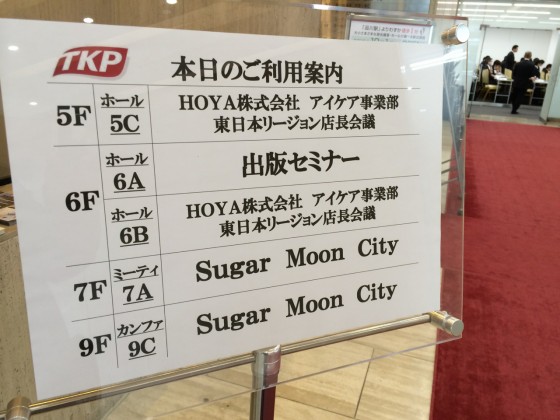 TKP
本日のご利用案内
5F
ホール
5C
HOYA株式会社 アイケア事業部
東日本リージョン店長会議
6F
ホール
6A
出版セミナー
ホール
6B
HOYA株式会社 アイケア事業部
東日本リージョン店長会議
7F
ミーティ
7A
Sugar Moon City
9F
カンファ
9C
Sugar Moon City